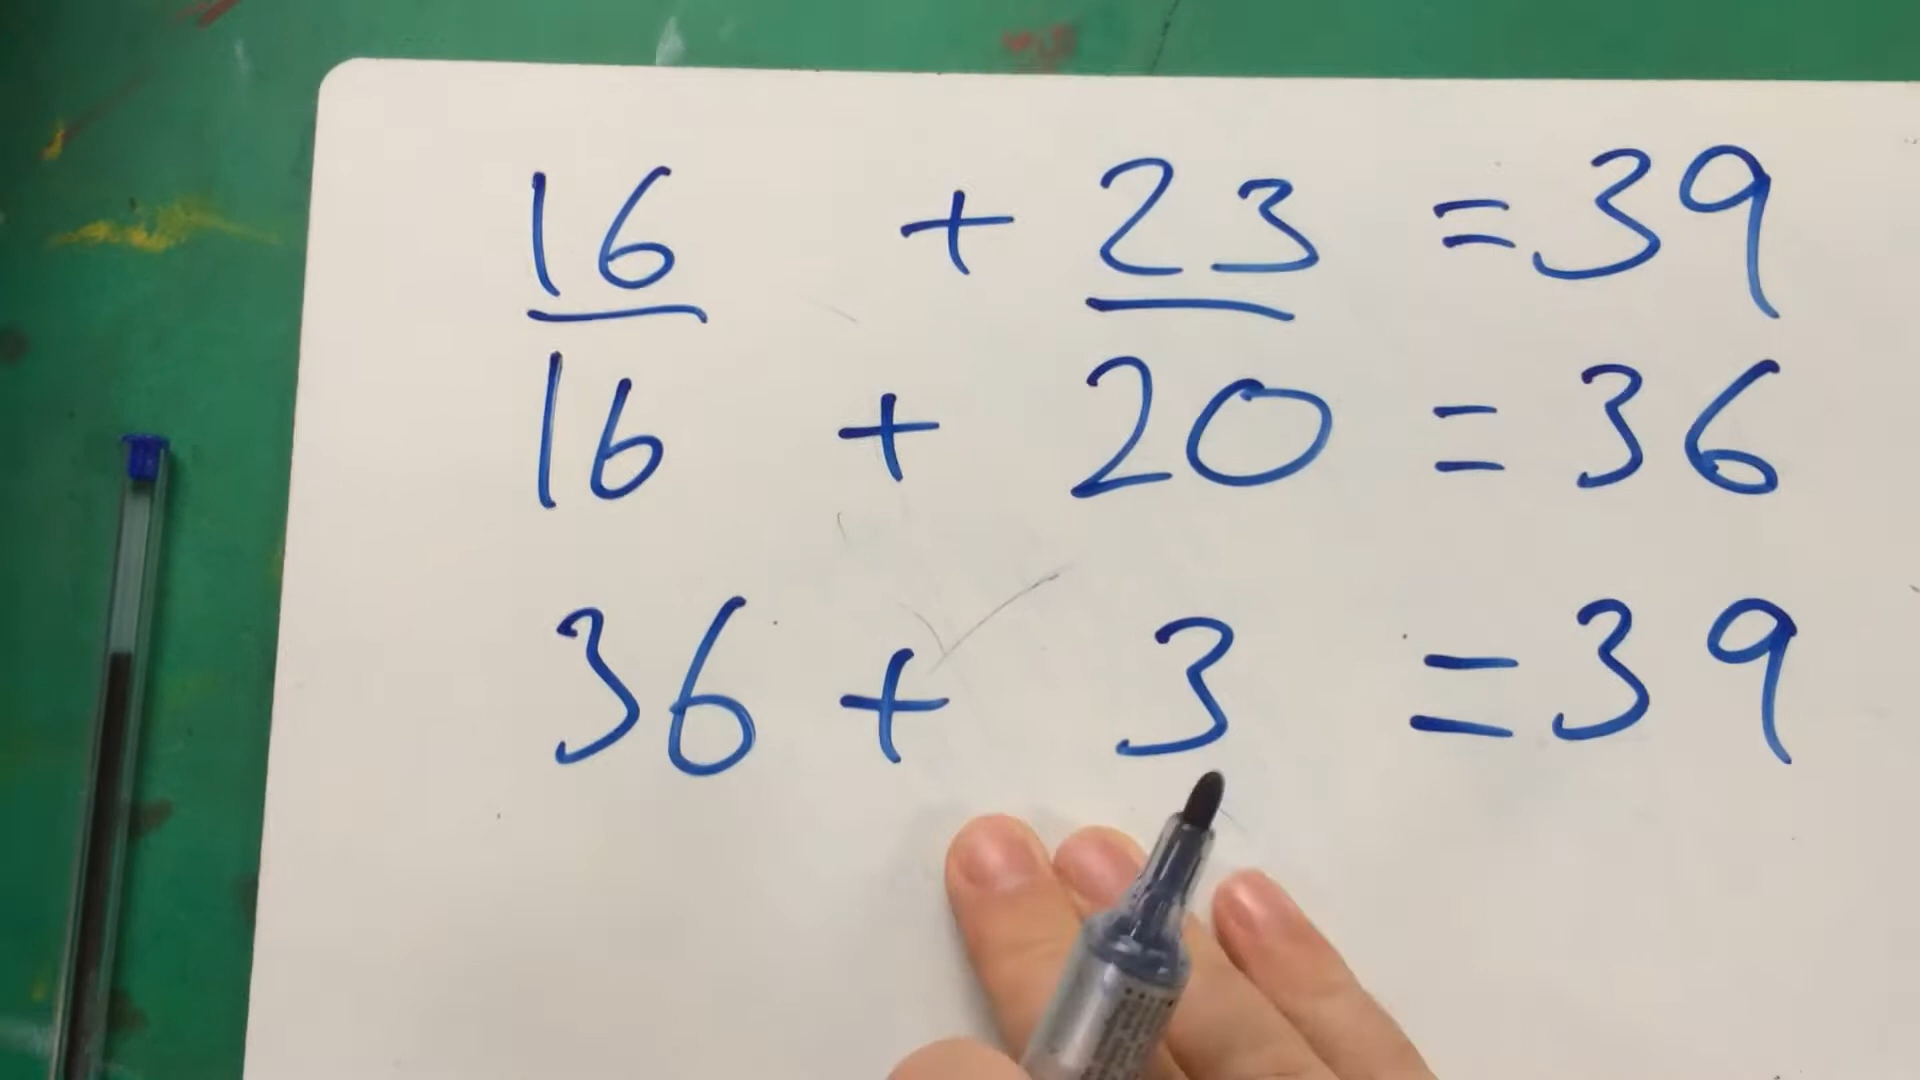 16 + 23 = 39
16 + 20 = 36
36 + 3 = 39